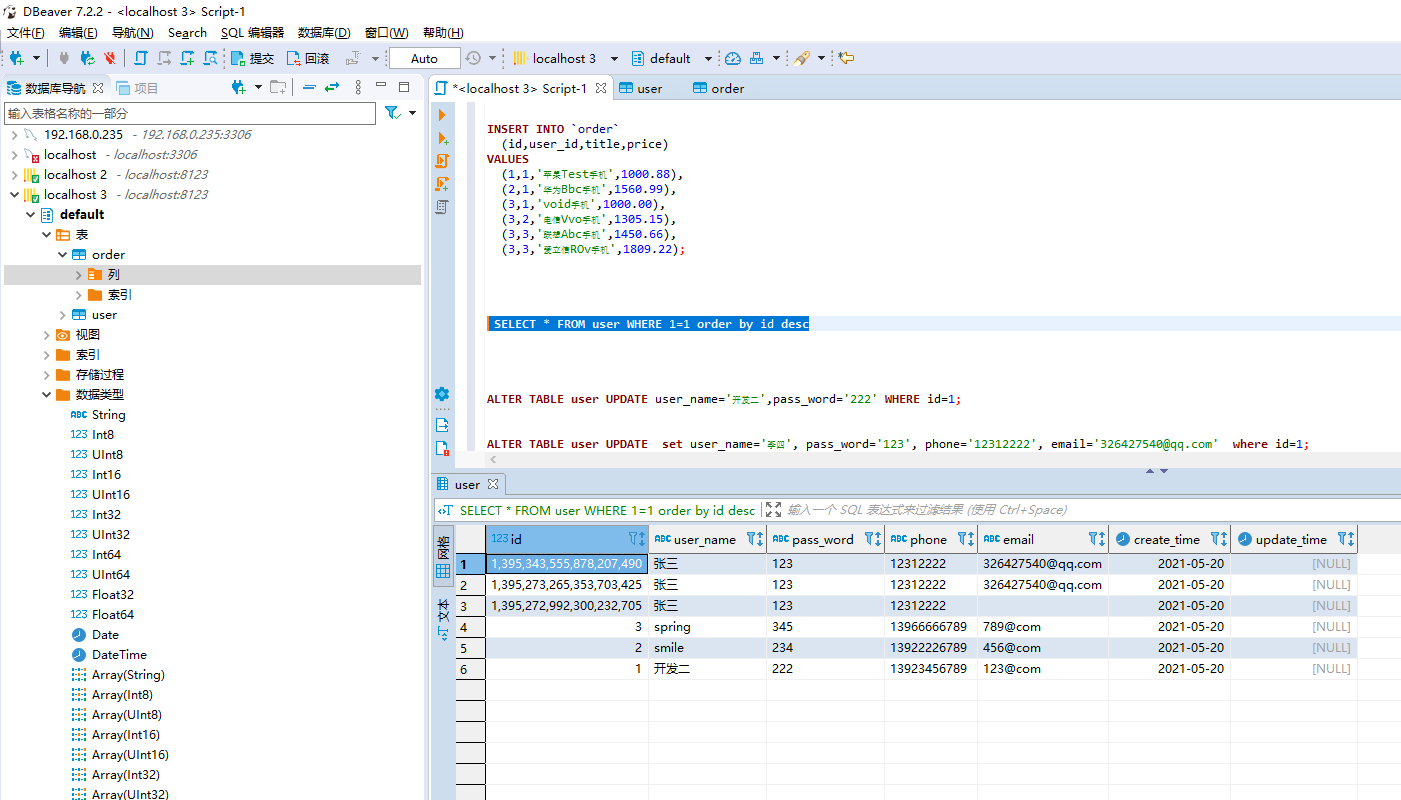 DBeaver 7.2.2 - <localhost 3> Script-1
文件(F) 编辑(E) 导航(N) Search SQL 编辑器 数据库(D) 窗口(W) 帮助(H)
提交 回滚 Auto localhost 3 default
数据库导航 项目
输入表格名称的一部分
192.168.0.235 - 192.168.0.235:3306
localhost - localhost:3306
localhost 2 - localhost:8123
localhost 3 - localhost:8123
default
表
order
列
索引
user
视图
索引
存储过程
数据类型
ABC String
123 Int8
123 UInt8
123 Int16
123 UInt16
123 Int32
123 UInt32
123 Int64
123 UInt64
123 Float32
123 Float64
Date
DateTime
Array(String)
Array(Int8)
Array(UInt8)
Array(Int16)
Array(UInt16)
Array(Int32)
Array(UInt32)
*<localhost 3> Script-1 user order
INSERT INTO `order`
(id,user_id,title,price)
VALUES
(1,1,'苹果Test手机',1000.88),
(2,1,'华为Bbc手机',1560.99),
(3,1,'void手机',1000.00),
(3,2,'电信Vvo手机',1305.15),
(3,3,'联想Abc手机',1450.66),
(3,3,'爱立信ROv手机',1809.22);
SELECT * FROM user WHERE 1=1 order by id desc
ALTER TABLE user UPDATE user_name='开发二',pass_word='222' WHERE id=1;
ALTER TABLE user UPDATE set user_name='李四', pass_word='123', phone='12312222', email='326427540@qq.com' where id=1;
user
SELECT * FROM user WHERE 1=1 order by id desc 输入一个 SQL 表达式来过滤结果 (使用 Ctrl+Space)
网格
文本
123 id ABC user_name ABC pass_word ABC phone ABC email create_time update_time
1 1,395,343,555,878,207,490 张三 123 12312222 326427540@qq.com 2021-05-20 [NULL]
2 1,395,273,265,353,703,425 张三 123 12312222 326427540@qq.com 2021-05-20 [NULL]
3 1,395,272,992,300,232,705 张三 123 12312222 2021-05-20 [NULL]
4 3 spring 345 13966666789 789@com 2021-05-20 [NULL]
5 2 smile 234 13922226789 456@com 2021-05-20 [NULL]
6 1 开发二 222 13923456789 123@com 2021-05-20 [NULL]